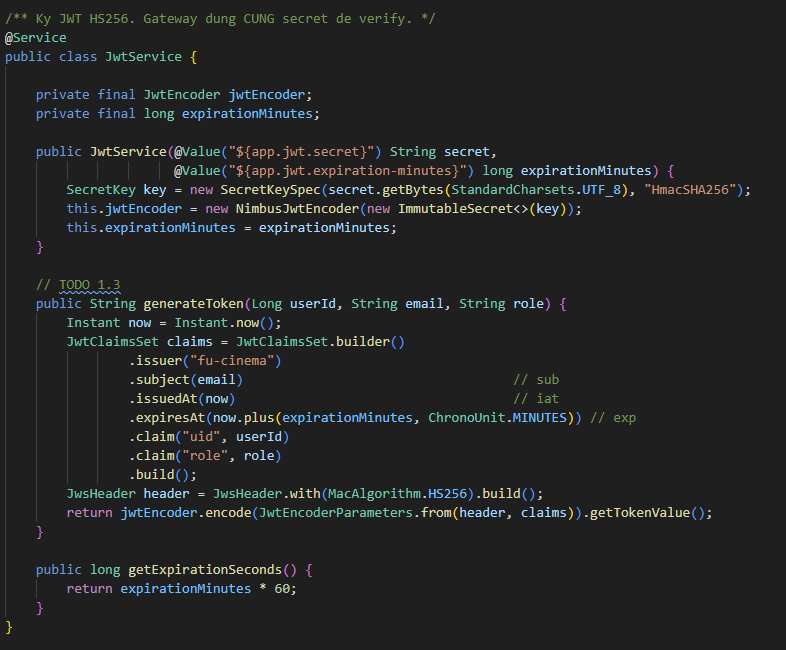 /** Ky JWT HS256. Gateway dung CUNG secret de verify. */
@Service
public class JwtService {
    private final JwtEncoder jwtEncoder;
    private final long expirationMinutes;
    public JwtService(@Value("${app.jwt.secret}") String secret,
                      @Value("${app.jwt.expiration-minutes}") long expirationMinutes) {
        SecretKey key = new SecretKeySpec(secret.getBytes(StandardCharsets.UTF_8), "HmacSHA256");
        this.jwtEncoder = new NimbusJwtEncoder(new ImmutableSecret<>(key));
        this.expirationMinutes = expirationMinutes;
    }
    // TODO 1.3
    public String generateToken(Long userId, String email, String role) {
        Instant now = Instant.now();
        JwtClaimsSet claims = JwtClaimsSet.builder()
                .issuer("fu-cinema")
                .subject(email)                                   // sub
                .issuedAt(now)                                    // iat
                .expiresAt(now.plus(expirationMinutes, ChronoUnit.MINUTES)) // exp
                .claim("uid", userId)
                .claim("role", role)
                .build();
        JwsHeader header = JwsHeader.with(MacAlgorithm.HS256).build();
        return jwtEncoder.encode(JwtEncoderParameters.from(header, claims)).getTokenValue();
    }
    public long getExpirationSeconds() {
        return expirationMinutes * 60;
    }
}